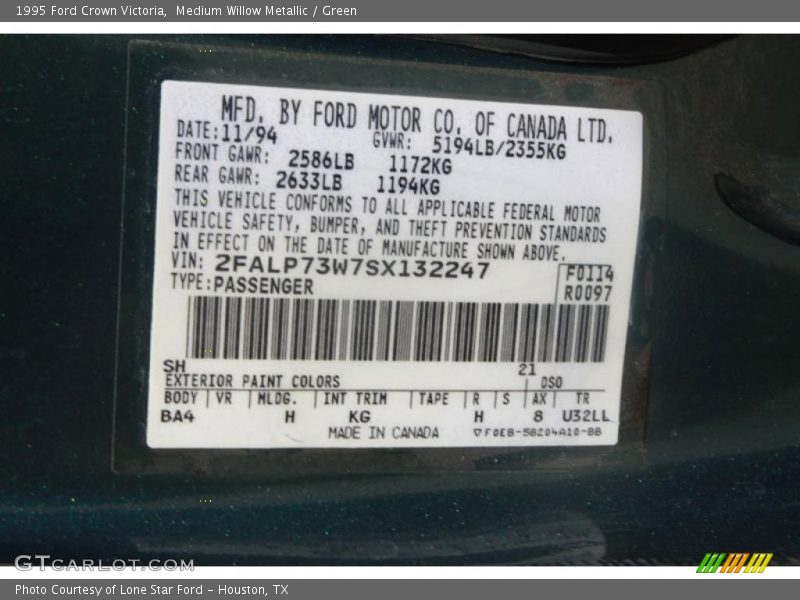 1995 Ford Crown Victoria, Medium Willow Metallic / Green
MFD. BY FORD MOTOR CO. OF CANADA LTD.
DATE: 11/94 GVWR: 5194LB/2355KG
FRONT GAWR: 2586LB 1172KG
REAR GAWR: 2633LB 1194KG
THIS VEHICLE CONFORMS TO ALL APPLICABLE FEDERAL MOTOR
VEHICLE SAFETY, BUMPER, AND THEFT PREVENTION STANDARDS
IN EFFECT ON THE DATE OF MANUFACTURE SHOWN ABOVE.
VIN: 2FALP73W7SX132247 F0114
TYPE: PASSENGER R0097
SH 21
EXTERIOR PAINT COLORS DSO
BODY VR MLDG. INT TRIM TAPE R S AX TR
BA4 H KG H 8 U32LL
MADE IN CANADA ▽F0EB-58204A10-BB
GTCARLOT.COM
Photo Courtesy of Lone Star Ford - Houston, TX